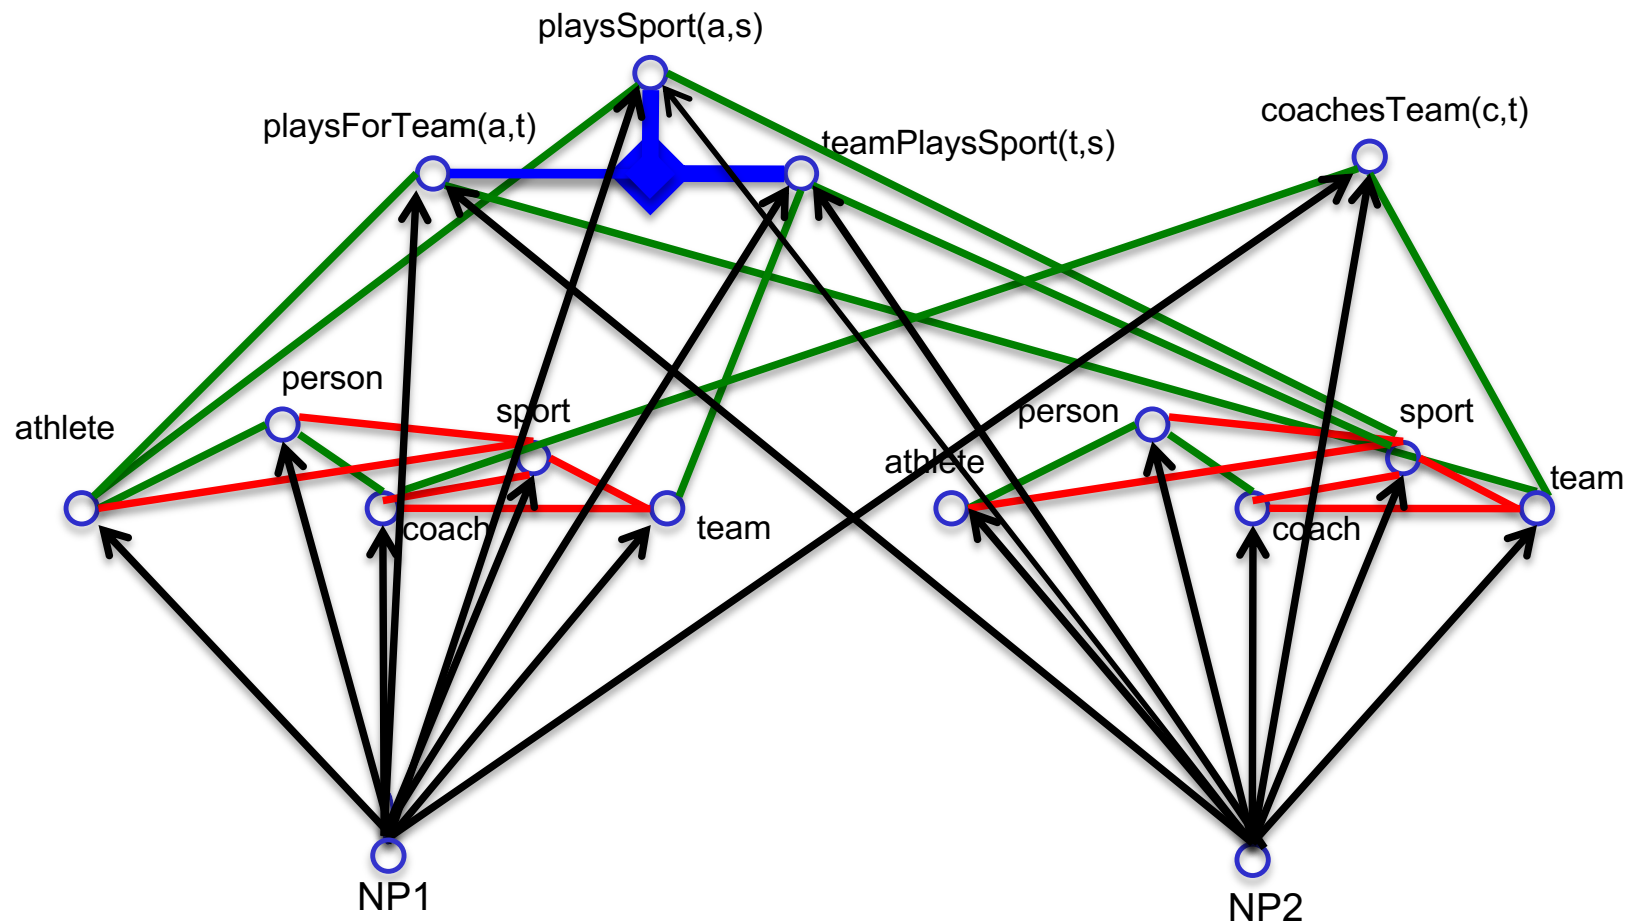 playsSport(a,s)
playsForTeam(a,t)
teamPlaysSport(t,s)
coachesTeam(c,t)
person
athlete
sport
coach
team
person
sport
athlete
team
coach
NP1
NP2